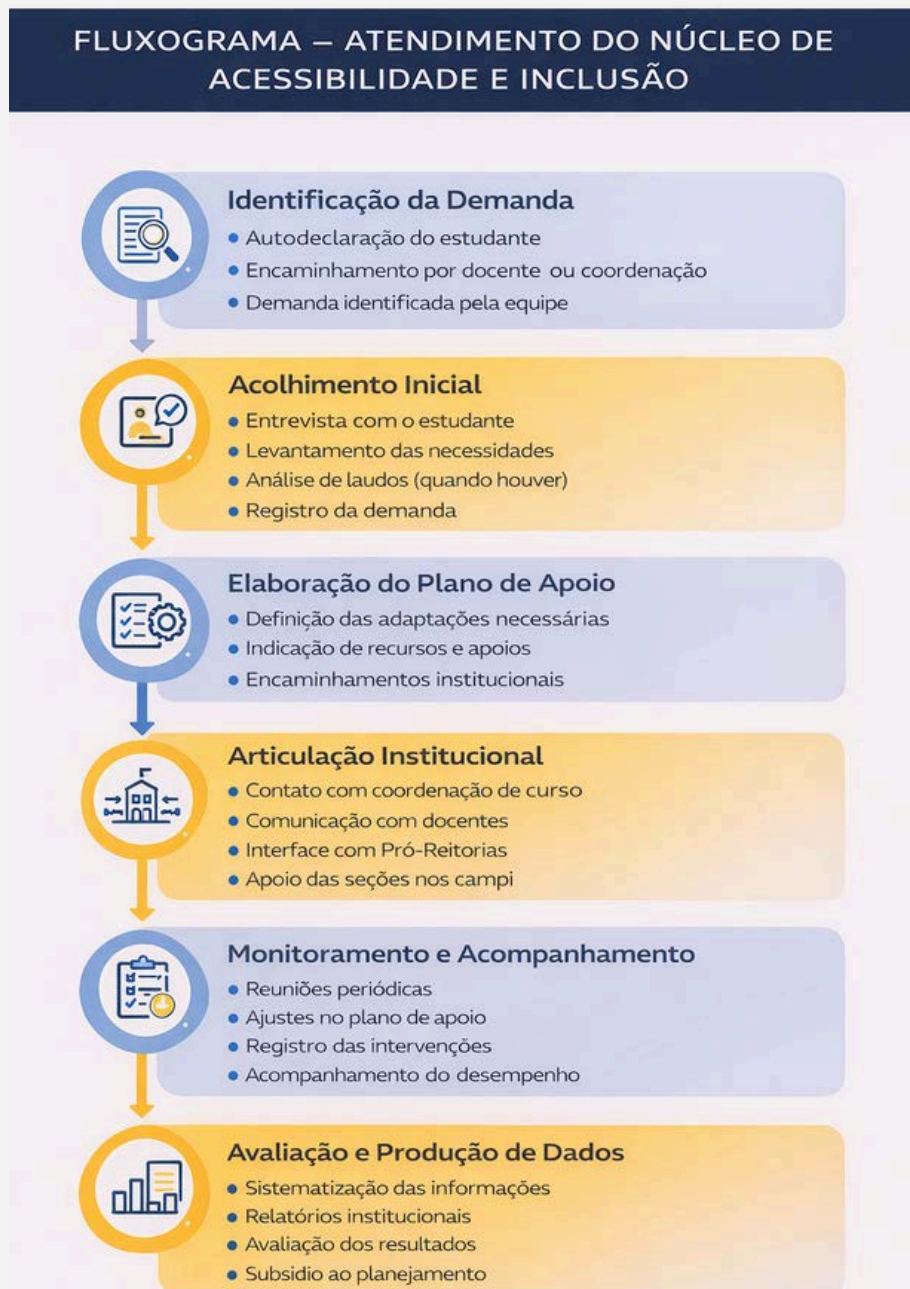 FLUXOGRAMA – ATENDIMENTO DO NÚCLEO DE
ACESSIBILIDADE E INCLUSÃO
Identificação da Demanda
• Autodeclaração do estudante
• Encaminhamento por docente ou coordenação
• Demanda identificada pela equipe
Acolhimento Inicial
• Entrevista com o estudante
• Levantamento das necessidades
• Análise de laudos (quando houver)
• Registro da demanda
Elaboração do Plano de Apoio
• Definição das adaptações necessárias
• Indicação de recursos e apoios
• Encaminhamentos institucionais
Articulação Institucional
• Contato com coordenação de curso
• Comunicação com docentes
• Interface com Pró-Reitorias
• Apoio das seções nos campi
Monitoramento e Acompanhamento
• Reuniões periódicas
• Ajustes no plano de apoio
• Registro das intervenções
• Acompanhamento do desempenho
Avaliação e Produção de Dados
• Sistematização das informações
• Relatórios institucionais
• Avaliação dos resultados
• Subsidio ao planejamento